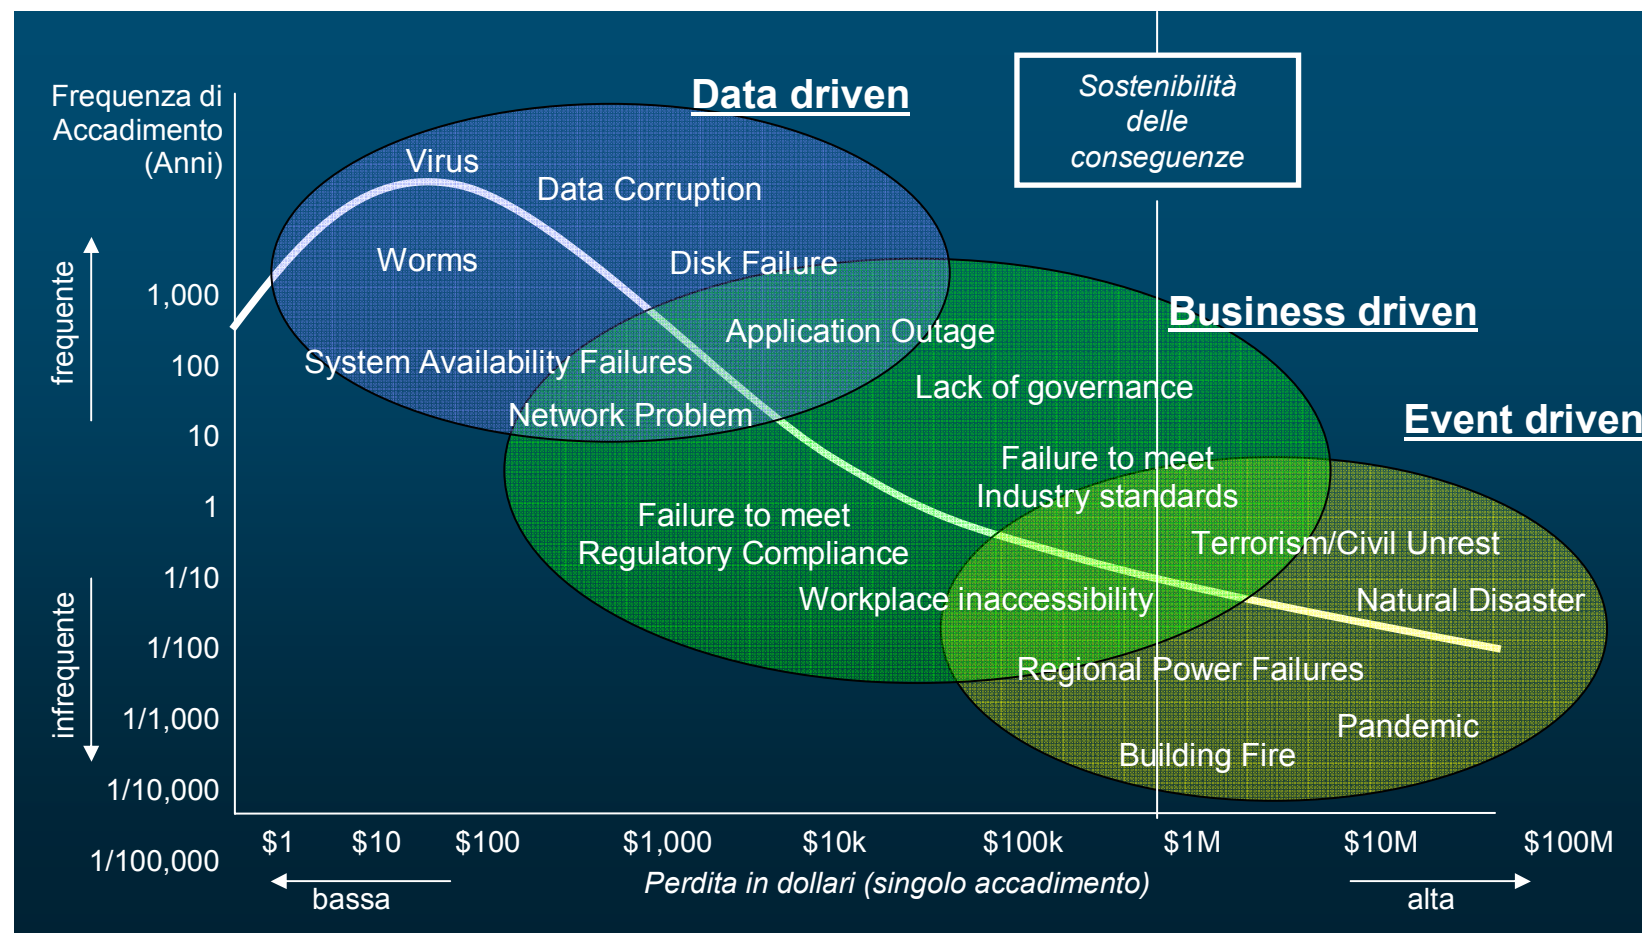 Data driven
Sostenibilità
delle
conseguenze
Frequenza di
Accadimento
(Anni)
Virus
Data Corruption
Worms
Disk Failure
frequente
1,000
Business driven
Application Outage
System Availability Failures
100
Lack of governance
Network Problem
Event driven
10
Failure to meet
Industry standards
1
Failure to meet
Regulatory Compliance
Terrorism/Civil Unrest
1/10
Workplace inaccessibility
Natural Disaster
infrequente
1/100
Regional Power Failures
1/1,000
Pandemic
Building Fire
1/10,000
1/100,000
$1 $10 $100 $1,000 $10k $100k $1M $10M $100M
bassa
Perdita in dollari (singolo accadimento)
alta